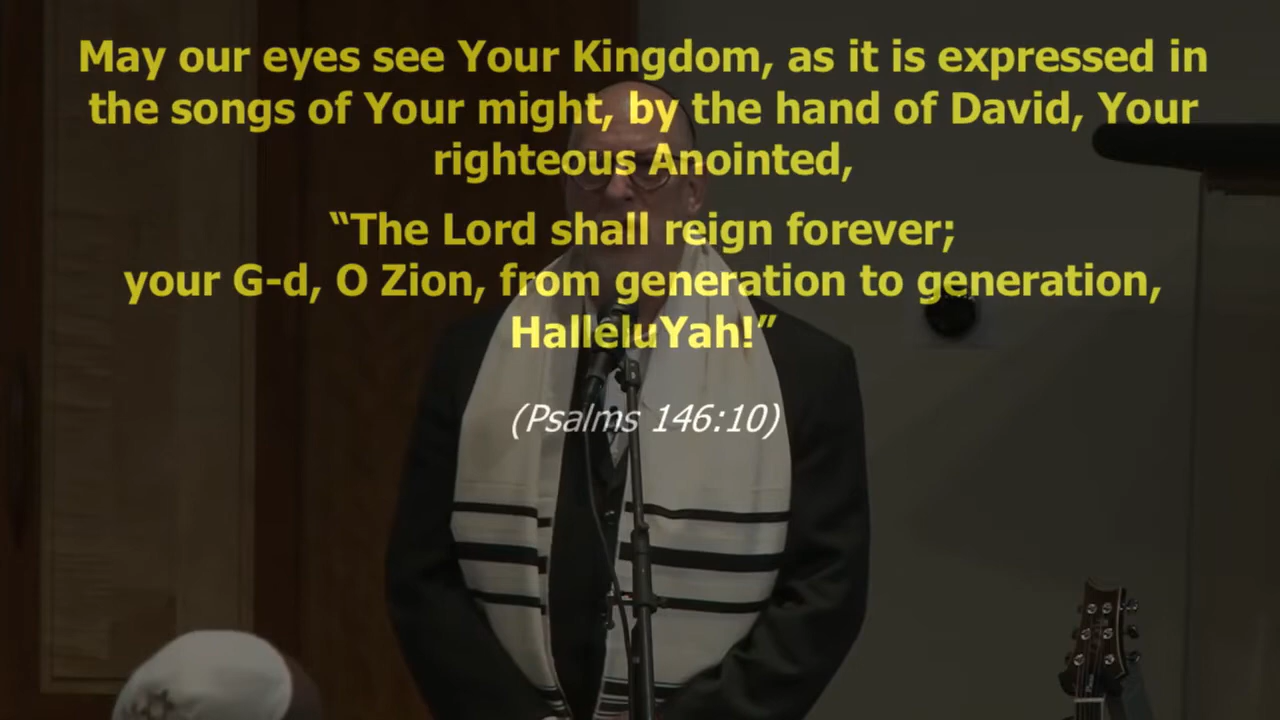 May our eyes see Your Kingdom, as it is expressed in
the songs of Your might, by the hand of David, Your
righteous Anointed,
“The Lord shall reign forever;
your G-d, O Zion, from generation to generation,
HalleluYah!”
(Psalms 146:10)